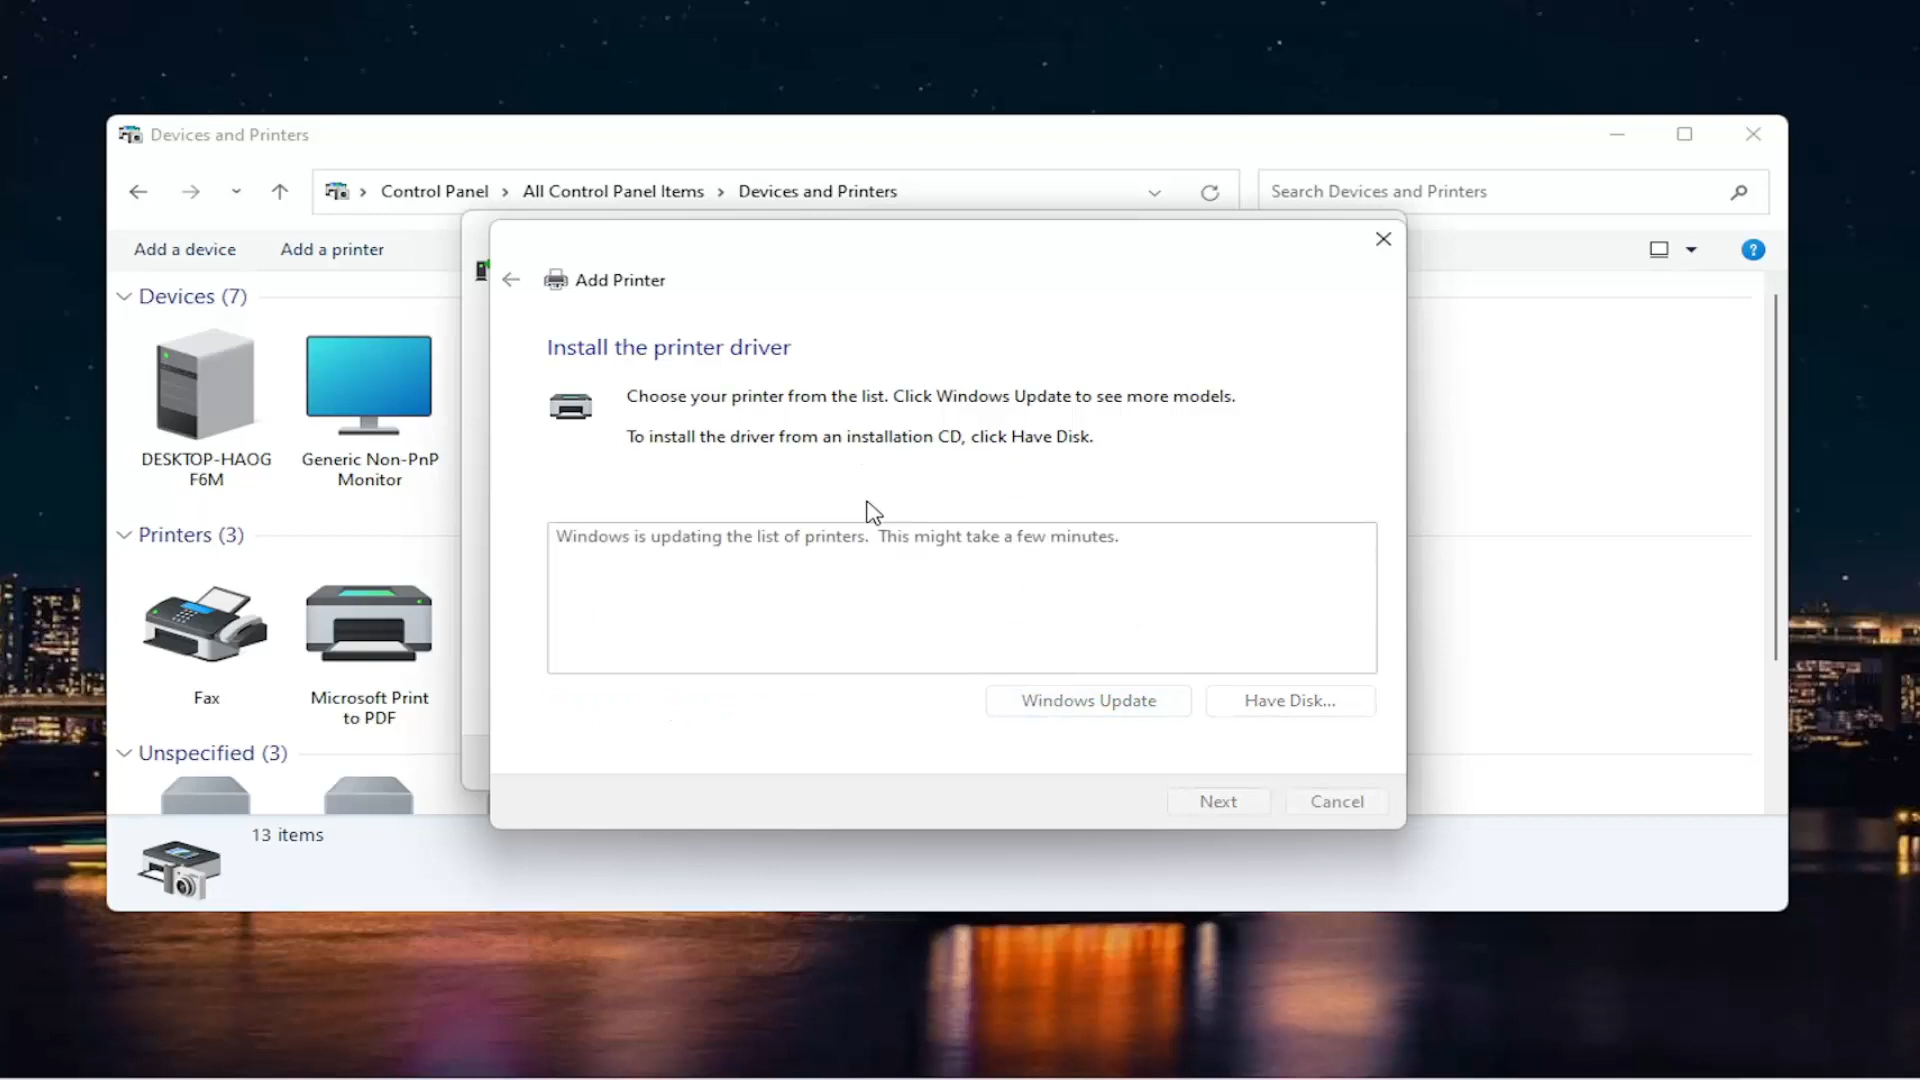 Devices and Printers
Control Panel
All Control Panel Items
Devices and Printers
Search Devices and Printers
Add a device
Add a printer
?
Devices (7)
DESKTOP-HAOG
F6M
Generic Non-PnP
Monitor
Printers (3)
Fax
Microsoft Print
to PDF
Unspecified (3)
13 items
Add Printer
Install the printer driver
Choose your printer from the list. Click Windows Update to see more models.
To install the driver from an installation CD, click Have Disk.
Windows is updating the list of printers.  This might take a few minutes.
Windows Update
Have Disk...
Next
Cancel